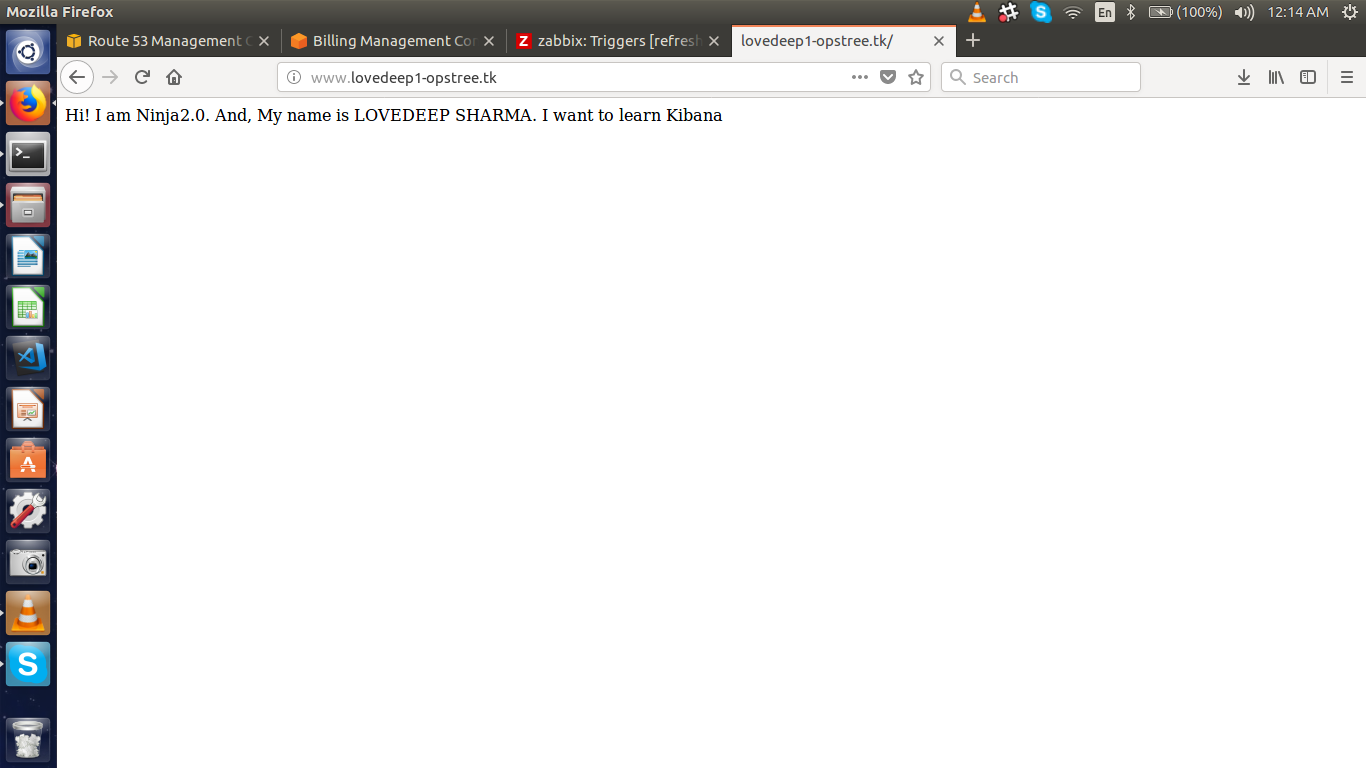 Mozilla Firefox
En
(100%)
12:14 AM
Route 53 Management C
Billing Management Con
zabbix: Triggers [refresh
lovedeep1-opstree.tk/
www.lovedeep1-opstree.tk
Search
Hi! I am Ninja2.0. And, My name is LOVEDEEP SHARMA. I want to learn Kibana